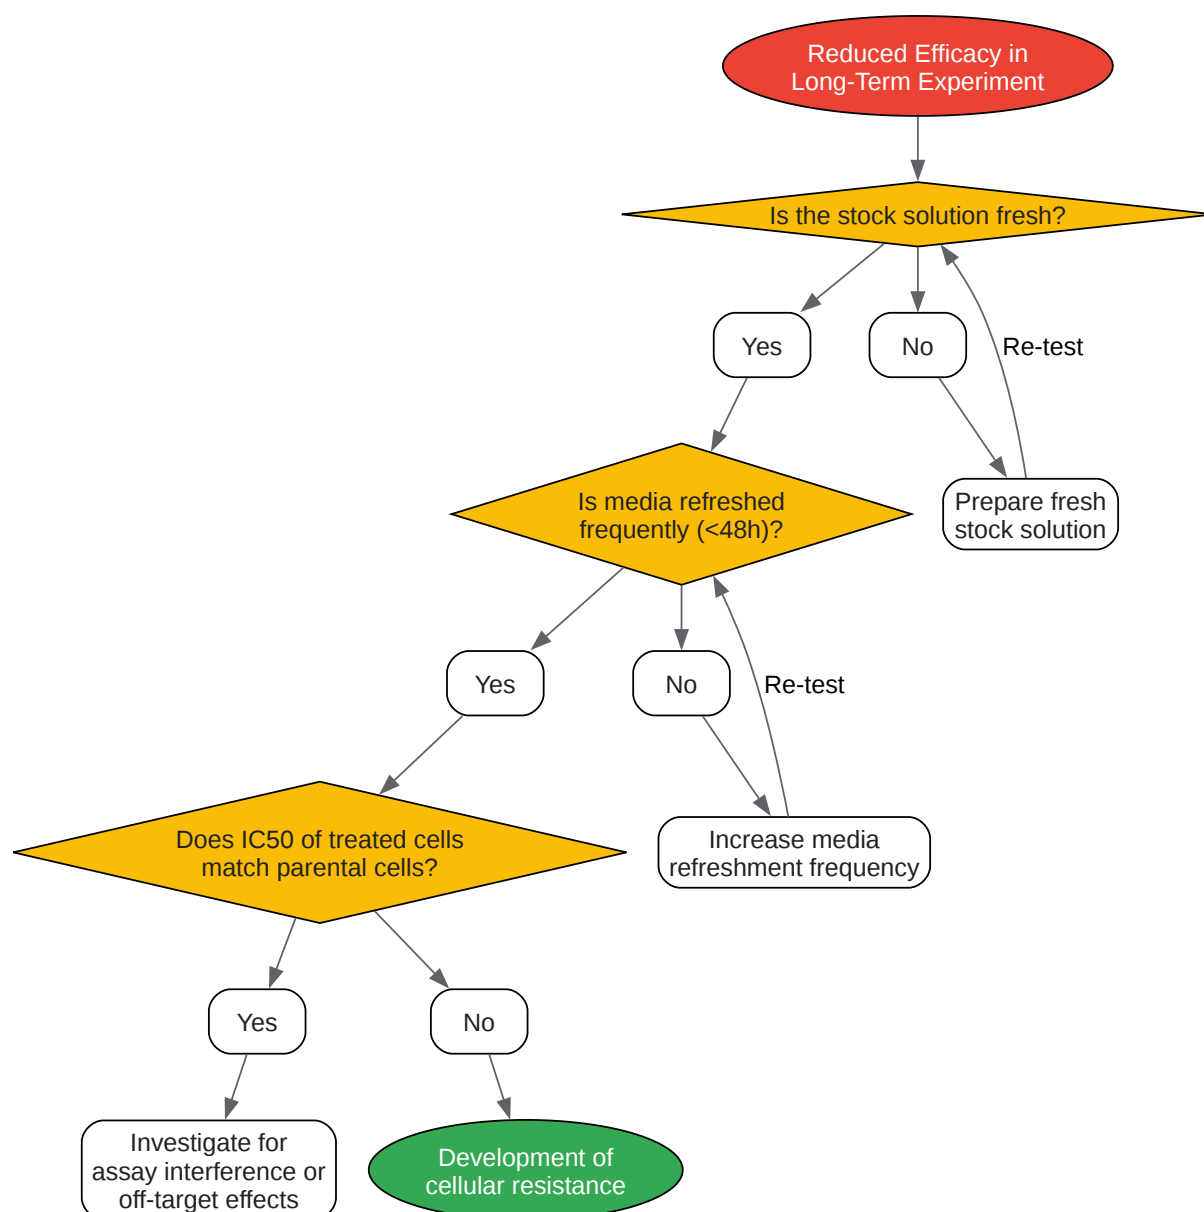 Reduced Efficacy in
Long-Term Experiment
Is the stock solution fresh?
Yes
No
Re-test
Prepare fresh
stock solution
Is media refreshed
frequently (<48h)?
Yes
No
Re-test
Increase media
refreshment frequency
Does IC50 of treated cells
match parental cells?
Yes
No
Investigate for
assay interference or
off-target effects
Development of
cellular resistance